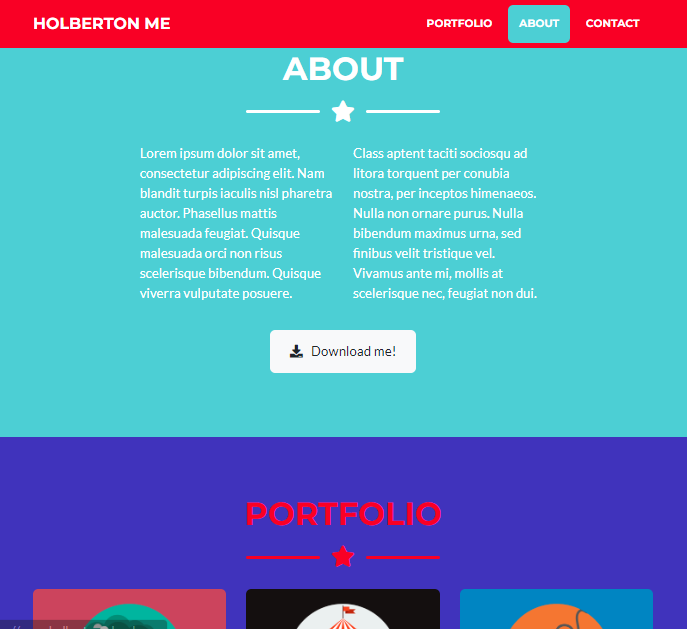 HOLBERTON ME
PORTFOLIO
ABOUT
CONTACT
ABOUT
Lorem ipsum dolor sit amet,
consectetur adipiscing elit. Nam
blandit turpis iaculis nisl pharetra
auctor. Phasellus mattis
malesuada feugiat. Quisque
malesuada orci non risus
scelerisque bibendum. Quisque
viverra vulputate posuere.
Class aptent taciti sociosqu ad
litora torquent per conubia
nostra, per inceptos himenaeos.
Nulla non ornare purus. Nulla
bibendum maximus urna, sed
finibus velit tristique vel.
Vivamus ante mi, mollis at
scelerisque nec, feugiat non dui.
Download me!
PORTFOLIO